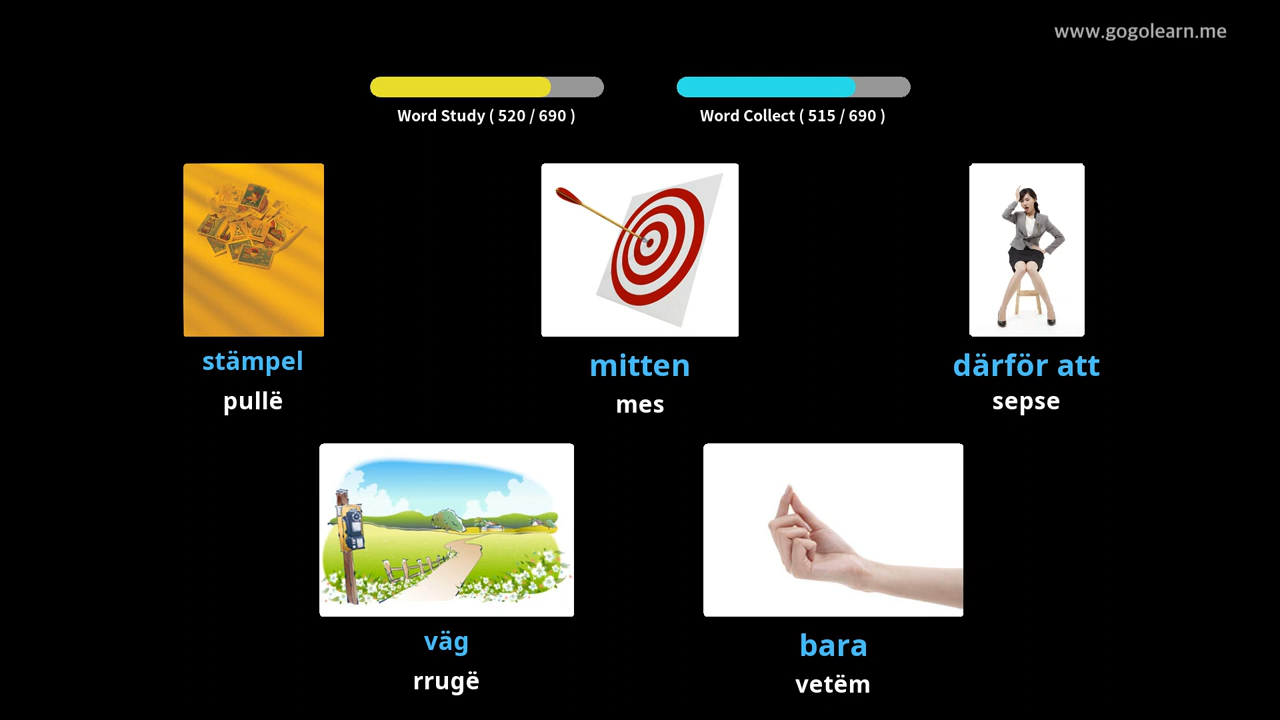 www.gogolearn.me
Word Study ( 520 / 690 )
Word Collect ( 515 / 690 )
stämpel
pullë
mitten
mes
därför att
sepse
väg
rrugë
bara
vetëm